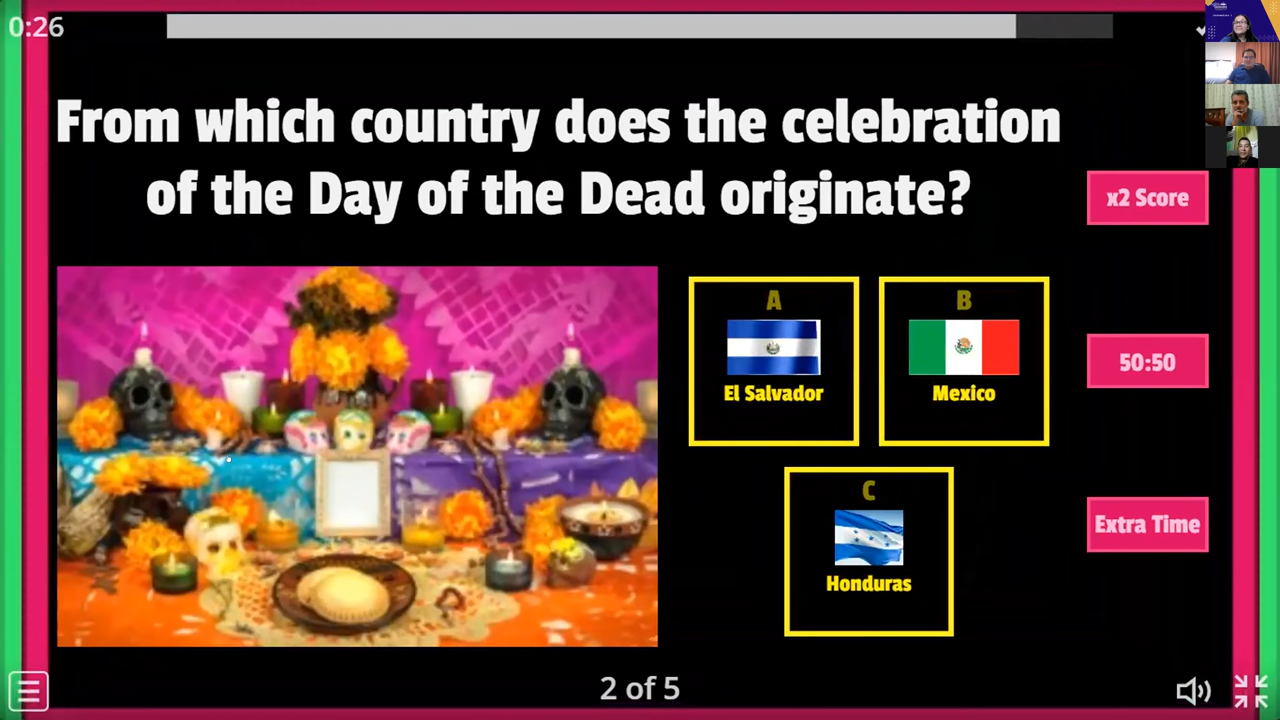 0:26
From which country does the celebration
of the Day of the Dead originate?
x2 Score
A
El Salvador
B
Mexico
50:50
C
Honduras
Extra Time
2 of 5